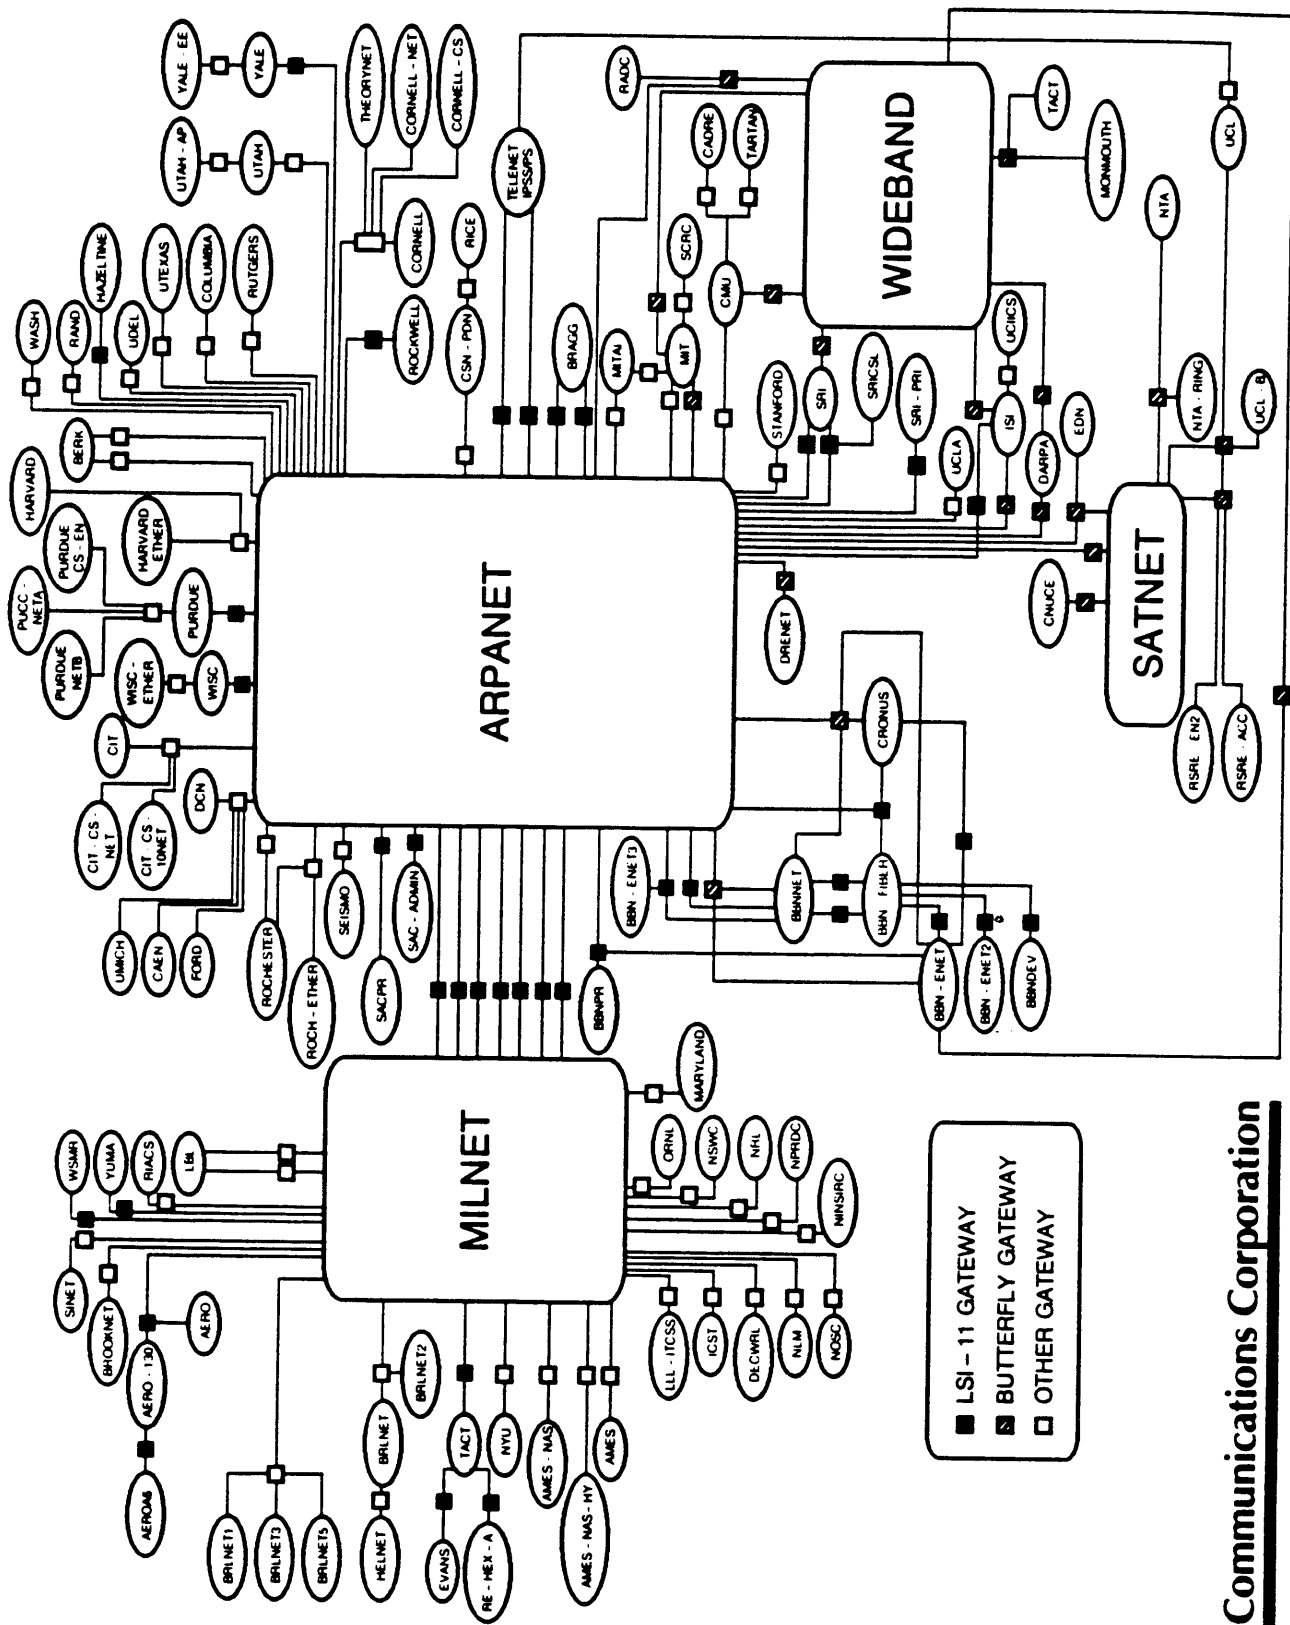 WASH
RAND
HAZELTINE
UDEL
UTEXAS
COLUMBIA
RUTGERS
UTAH - AP
UTAH
YALE - EE
YALE
THEORYNET
CORNELL - NET
CORNELL - CS
CORNELL
ROCKWELL
CSN - PDN
RICE
TELENET
IPSS/PS
BRAGG
RADC
MITAI
MIT
SCRC
CMU
CADRE
TARTAN
WIDEBAND
TACT
MONMOUTH
UCL
STANFORD
SRI
SRICSL
SRI - PRI
UCLA
ISI
UCIICS
DARPA
EDN
NTA
NTA - RING
UCL - B
CNUCE
SATNET
RSRE - EN2
RSRE - ACC
DRENET
BERK
HARVARD
HARVARD
ETHER
PURDUE
CS - EN
PUCC -
NETA
PURDUE
NETB
PURDUE
WISC -
ETHER
WISC
CIT
CIT - CS -
NET
CIT - CS -
10NET
DCN
UMICH
CAEN
FORD
ARPANET
ROCHESTER
ROCH - ETHER
SEISMO
SACPR
SAC - ADMIN
BBNPR
BBN - ENET3
BBNNET
BBN - FIBER
CRONUS
BBN - ENET
BBN - ENET2
BBNDEV
MILNET
WSMR
YUMA
RIACS
LBL
SINET
BROOKNET
AERO - 130
AERO
AEROA6
BRLNET1
BRLNET3
BRLNET5
HELNET
BRLNET
BRLNET2
EVANS
TACT
RE - HEX - A
NYU
AMES - NAS
AMES - NAS - HY
AMES
MARYLAND
ORNL
NSWC
NRL
NPRDC
NINSIRC
LLL - ITCSS
ICST
DECWRL
NLM
NOSC
LSI - 11 GATEWAY
BUTTERFLY GATEWAY
OTHER GATEWAY
Communications Corporation